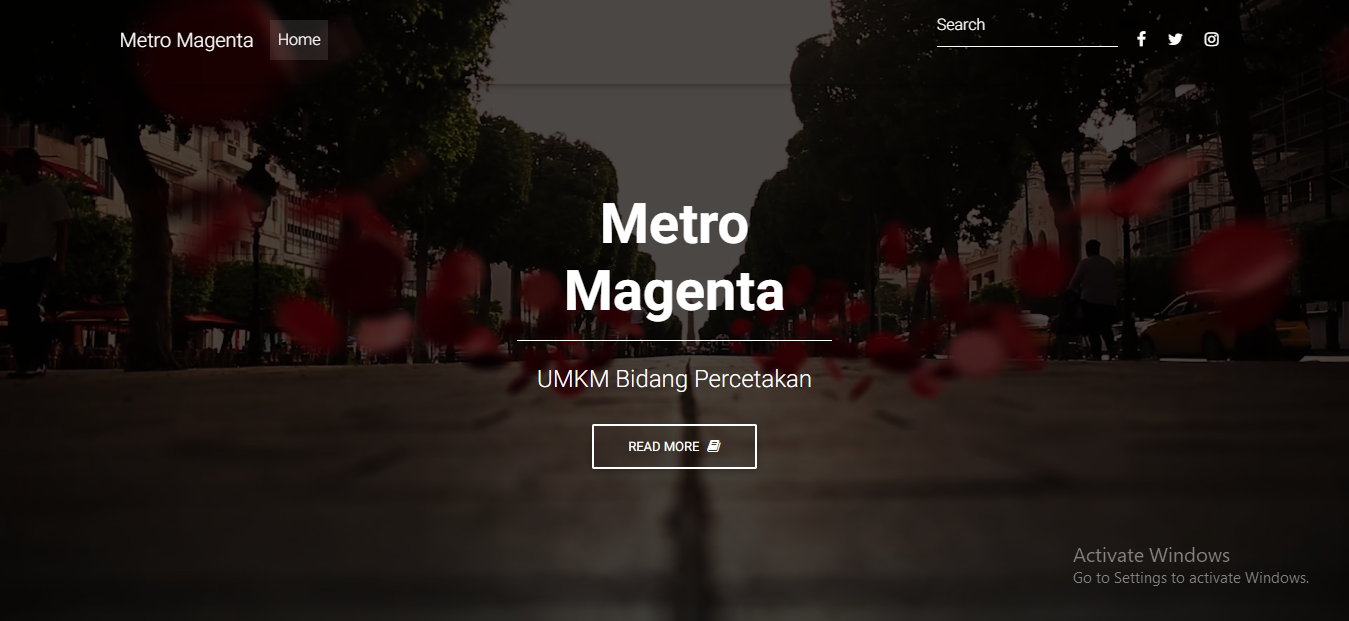 Metro Magenta
Home
Search
Metro
Magenta
UMKM Bidang Percetakan
READ MORE
Activate Windows
Go to Settings to activate Windows.